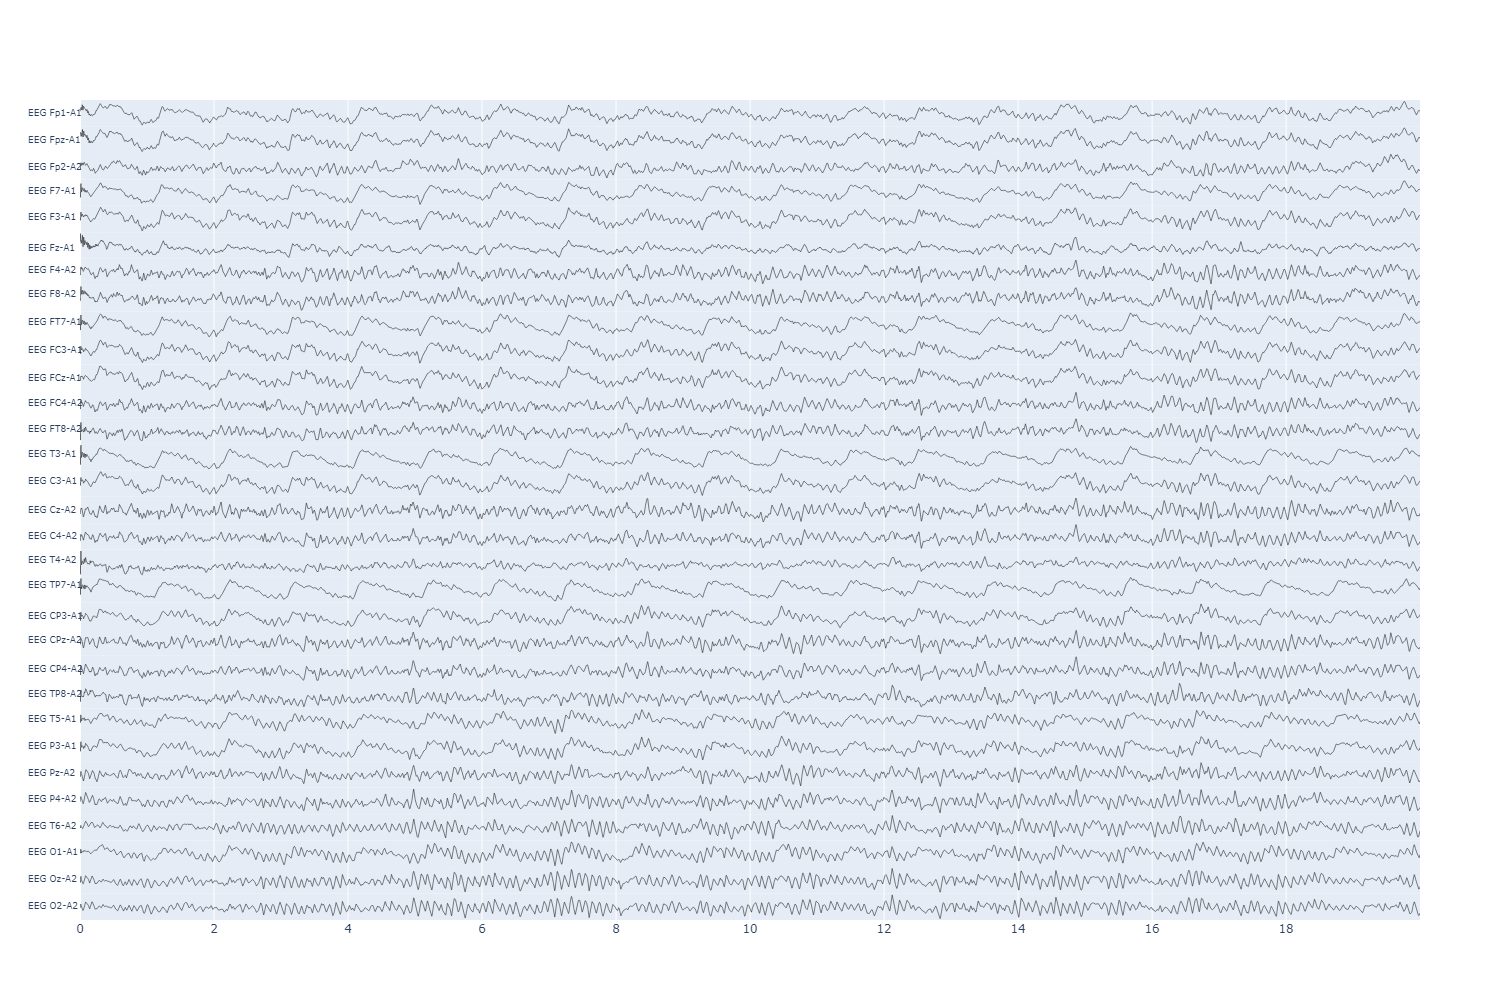 EEG Fp1-A1
EEG Fpz-A1
EEG Fp2-A2
EEG F7-A1
EEG F3-A1
EEG Fz-A1
EEG F4-A2
EEG F8-A2
EEG FT7-A1
EEG FC3-A1
EEG FCz-A1
EEG FC4-A2
EEG FT8-A2
EEG T3-A1
EEG C3-A1
EEG Cz-A2
EEG C4-A2
EEG T4-A2
EEG TP7-A1
EEG CP3-A1
EEG CPz-A2
EEG CP4-A2
EEG TP8-A2
EEG T5-A1
EEG P3-A1
EEG Pz-A2
EEG P4-A2
EEG T6-A2
EEG O1-A1
EEG Oz-A2
EEG O2-A2
0 2 4 6 8 10 12 14 16 18